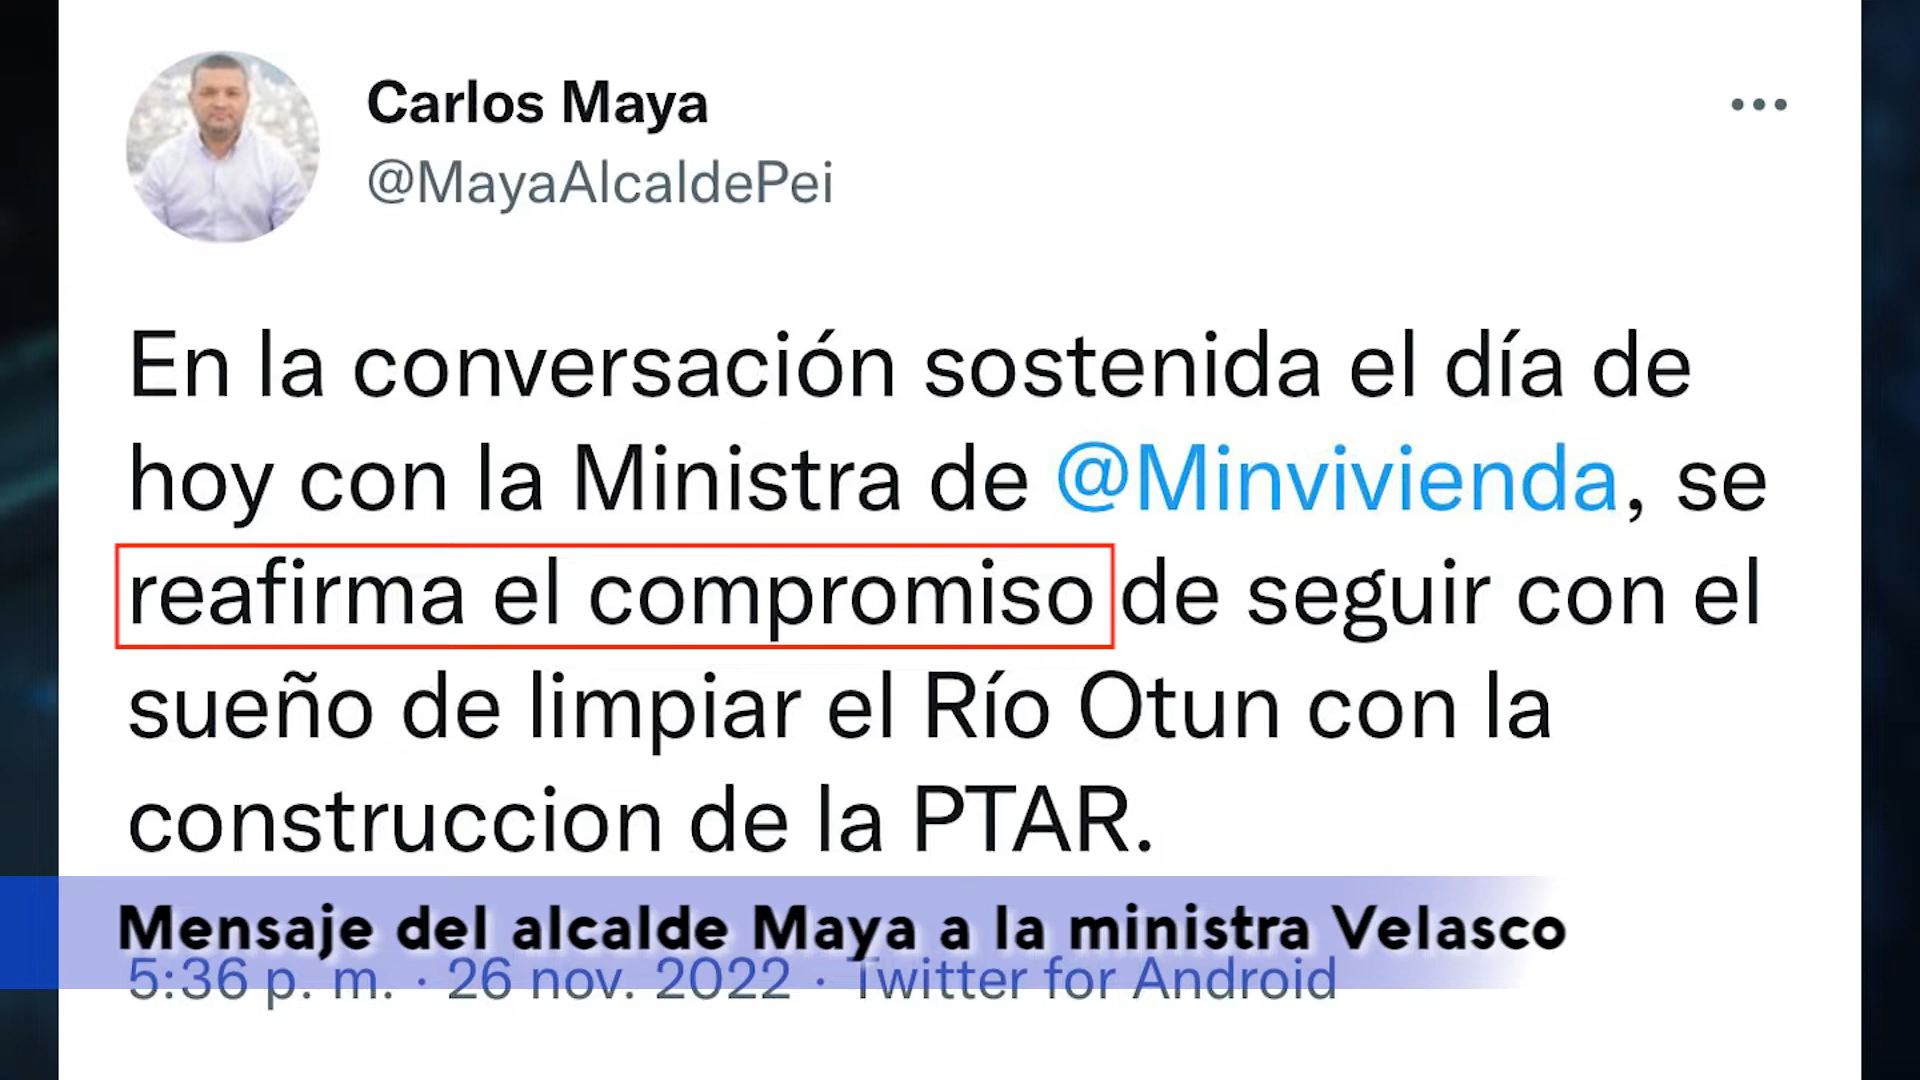 Carlos Maya
@MayaAlcaldePei
En la conversación sostenida el día de
hoy con la Ministra de @Minvivienda, se
reafirma el compromiso de seguir con el
sueño de limpiar el Río Otun con la
construccion de la PTAR.
Mensaje del alcalde Maya a la ministra Velasco
5:36 p. m. · 26 nov. 2022 · Twitter for Android